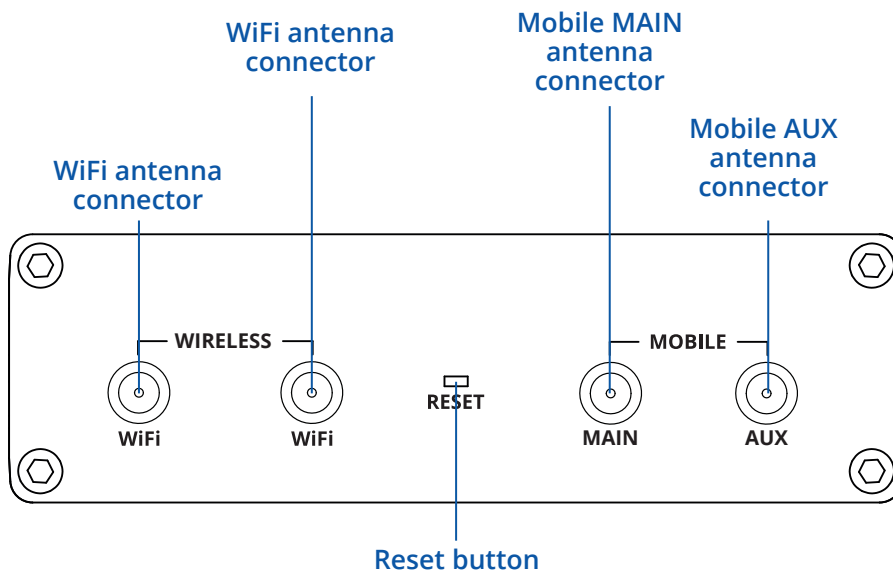 Mobile MAIN
antenna
connector
WiFi antenna
connector
Mobile AUX
antenna
connector
WiFi antenna
connector
WIRELESS
MOBILE
RESET
WiFi
WiFi
MAIN
AUX
Reset button